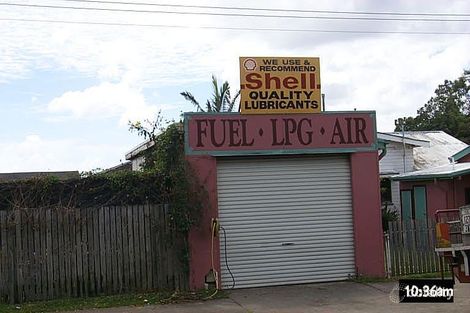 WE USE &
RECOMMEND
Shell
QUALITY
LUBRICANTS
FUEL · LPG · AIR
10:36am